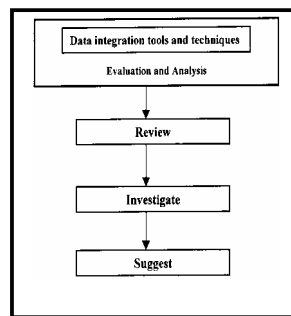 Data integration tools and techniques
Evaluation and Analysis
Review
Investigate
Suggest